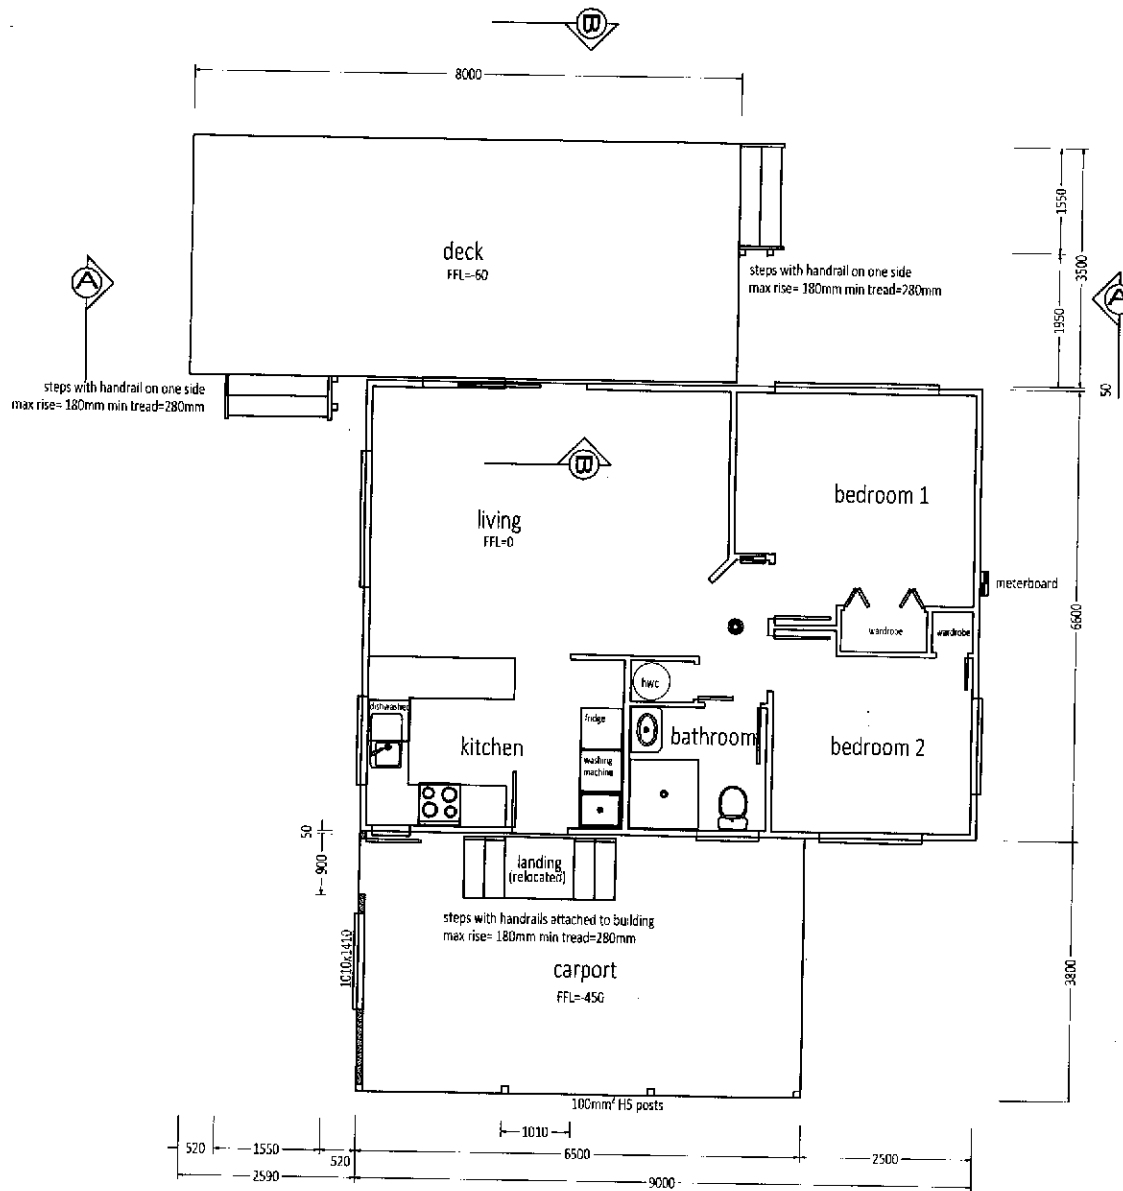 B
8000
deck
FFL=-60
1550
3500
1950
50
A
A
steps with handrail on one side
max rise= 180mm min tread=280mm
steps with handrail on one side
max rise= 180mm min tread=280mm
B
living
FFL=0
bedroom 1
meterboard
6600
wardrobe
wardrobe
hwc
dishwasher
fridge
kitchen
washing
machine
bathroom
bedroom 2
50
900
landing
(relocated)
steps with handrails attached to building
max rise= 180mm min tread=280mm
1010x1410
carport
FFL=-450
3800
100mm² H5 posts
1010
520
1550
520
6500
2500
2590
9000